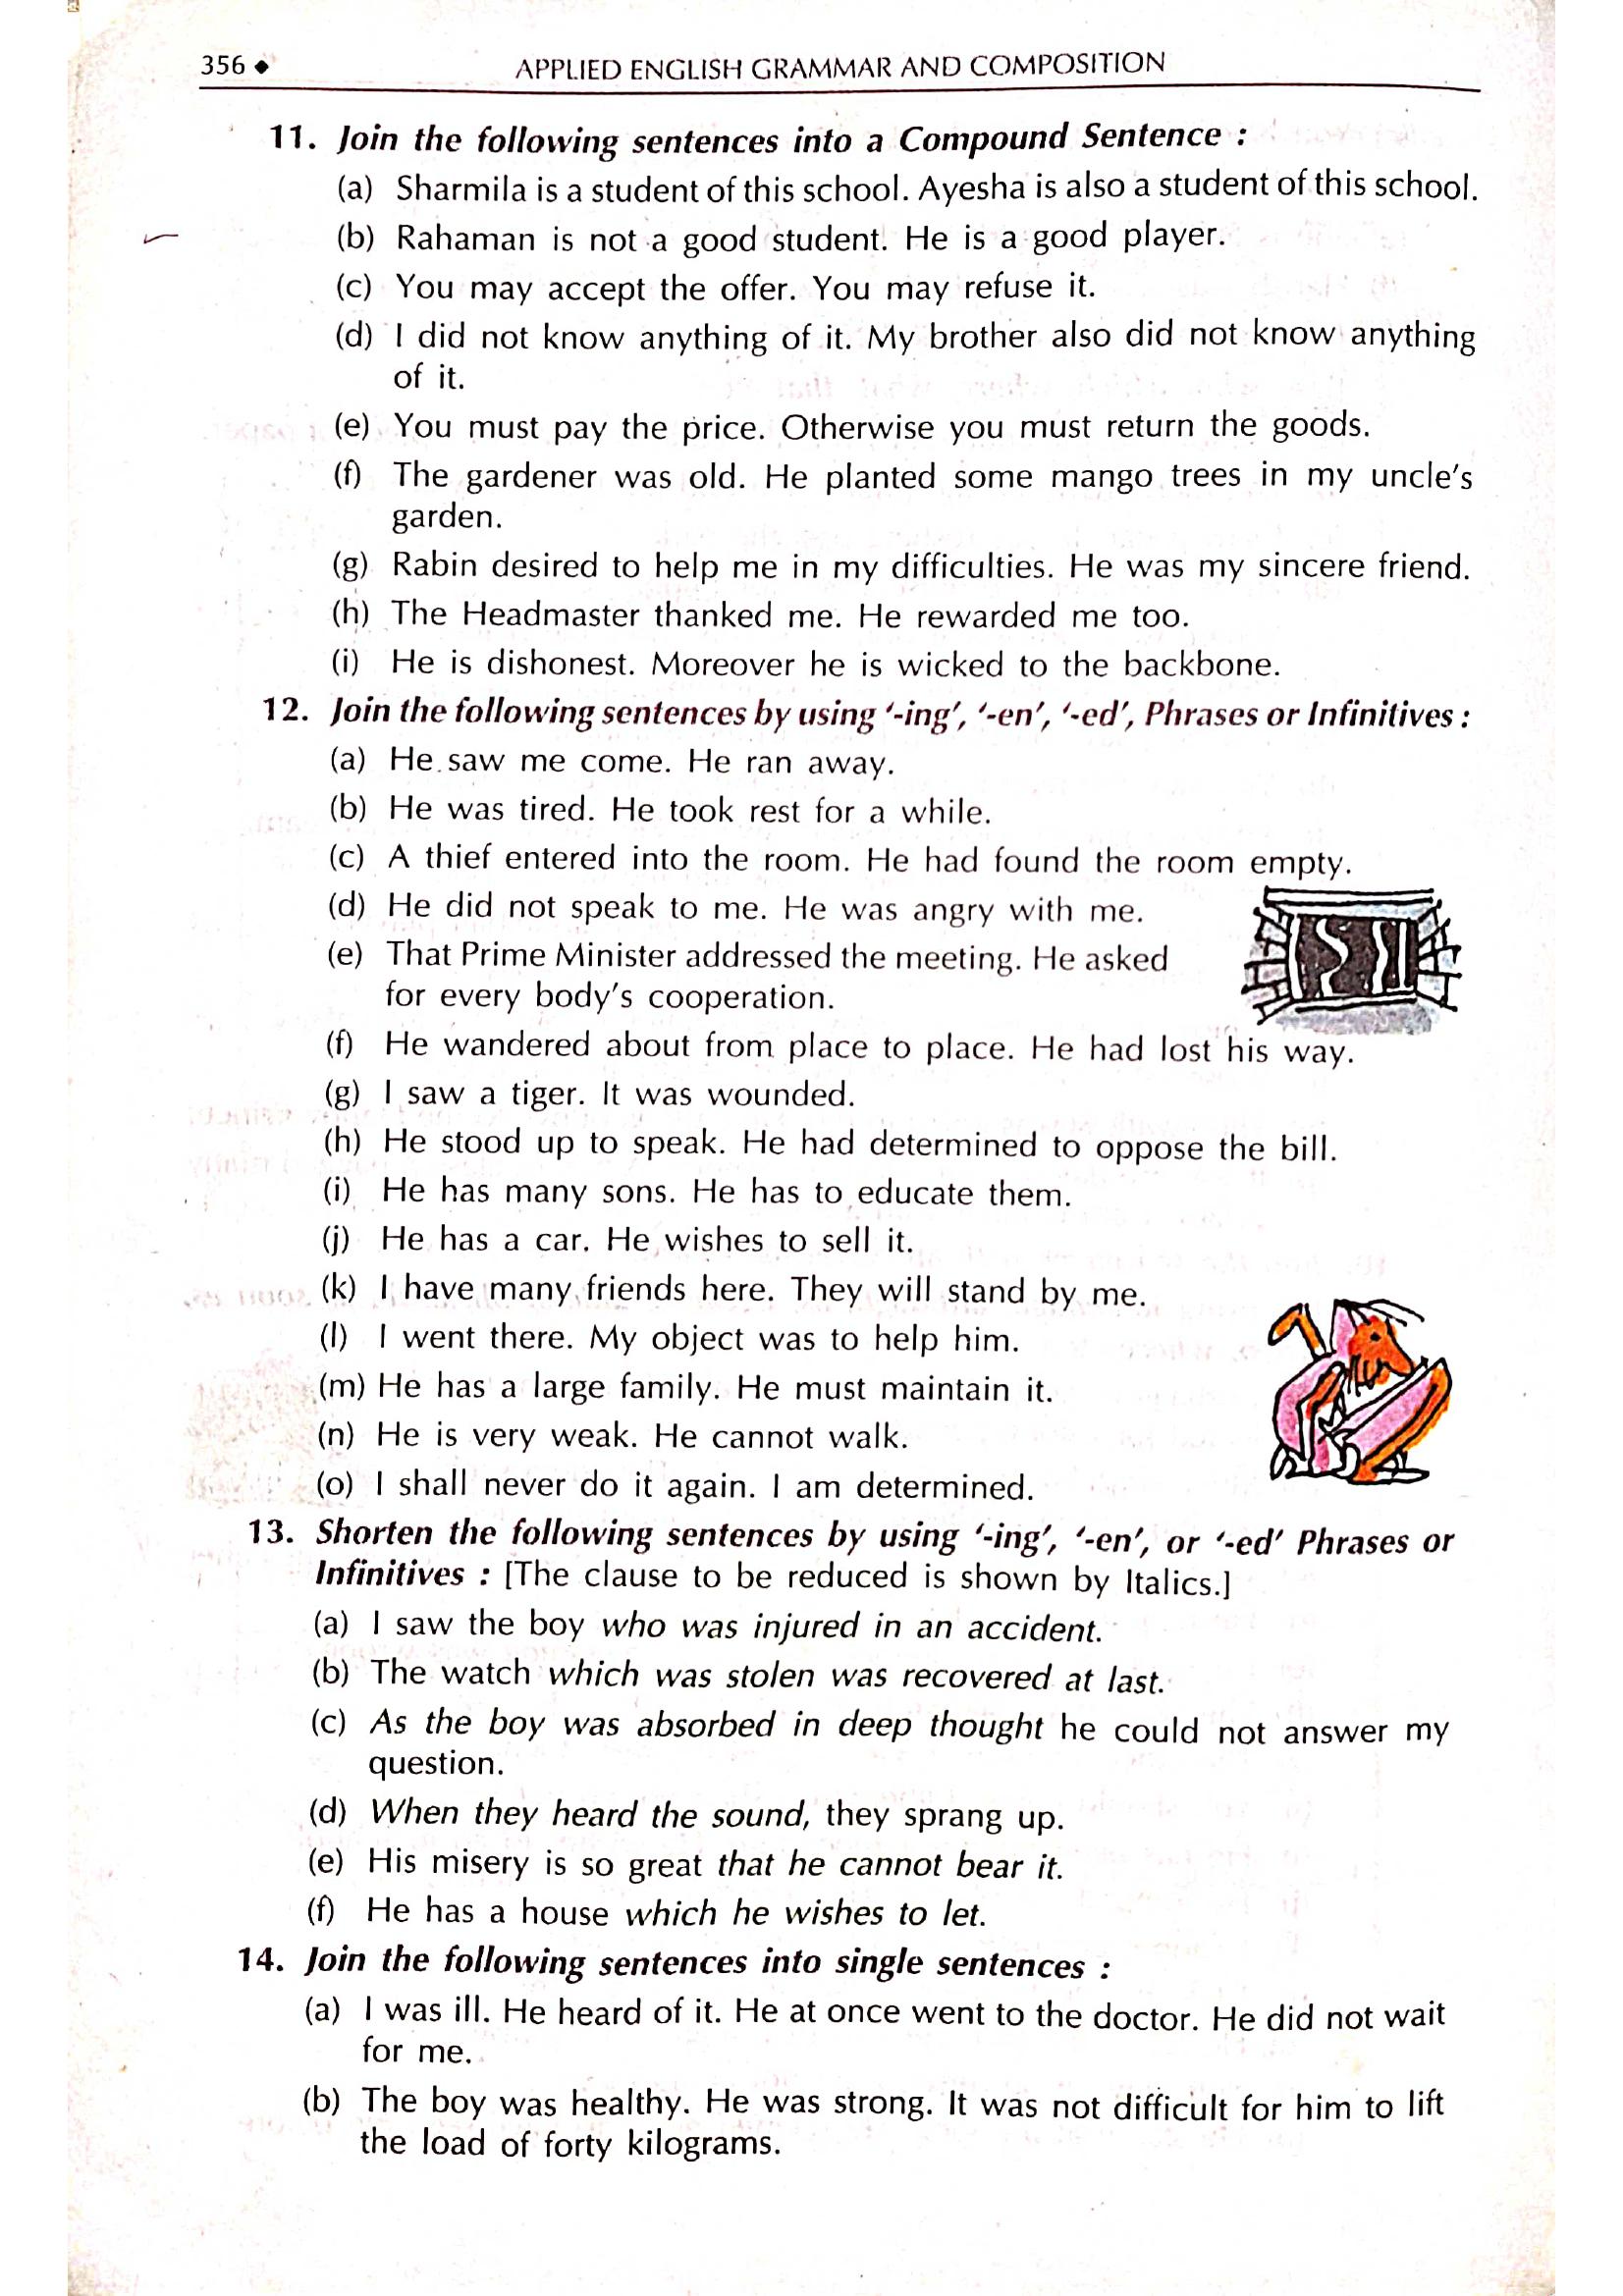 356 ◆ APPLIED ENGLISH GRAMMAR AND COMPOSITION
11. Join the following sentences into a Compound Sentence :
(a) Sharmila is a student of this school. Ayesha is also a student of this school.
(b) Rahaman is not a good student. He is a good player.
(c) You may accept the offer. You may refuse it.
(d) I did not know anything of it. My brother also did not know anything
of it.
(e) You must pay the price. Otherwise you must return the goods.
(f) The gardener was old. He planted some mango trees in my uncle's
garden.
(g) Rabin desired to help me in my difficulties. He was my sincere friend.
(h) The Headmaster thanked me. He rewarded me too.
(i) He is dishonest. Moreover he is wicked to the backbone.
12. Join the following sentences by using '-ing', '-en', '-ed', Phrases or Infinitives :
(a) He saw me come. He ran away.
(b) He was tired. He took rest for a while.
(c) A thief entered into the room. He had found the room empty.
(d) He did not speak to me. He was angry with me.
(e) That Prime Minister addressed the meeting. He asked
for every body's cooperation.
(f) He wandered about from place to place. He had lost his way.
(g) I saw a tiger. It was wounded.
(h) He stood up to speak. He had determined to oppose the bill.
(i) He has many sons. He has to educate them.
(j) He has a car. He wishes to sell it.
(k) I have many friends here. They will stand by me.
(l) I went there. My object was to help him.
(m) He has a large family. He must maintain it.
(n) He is very weak. He cannot walk.
(o) I shall never do it again. I am determined.
13. Shorten the following sentences by using '-ing', '-en', or '-ed' Phrases or
Infinitives : [The clause to be reduced is shown by Italics.]
(a) I saw the boy who was injured in an accident.
(b) The watch which was stolen was recovered at last.
(c) As the boy was absorbed in deep thought he could not answer my
question.
(d) When they heard the sound, they sprang up.
(e) His misery is so great that he cannot bear it.
(f) He has a house which he wishes to let.
14. Join the following sentences into single sentences :
(a) I was ill. He heard of it. He at once went to the doctor. He did not wait
for me.
(b) The boy was healthy. He was strong. It was not difficult for him to lift
the load of forty kilograms.